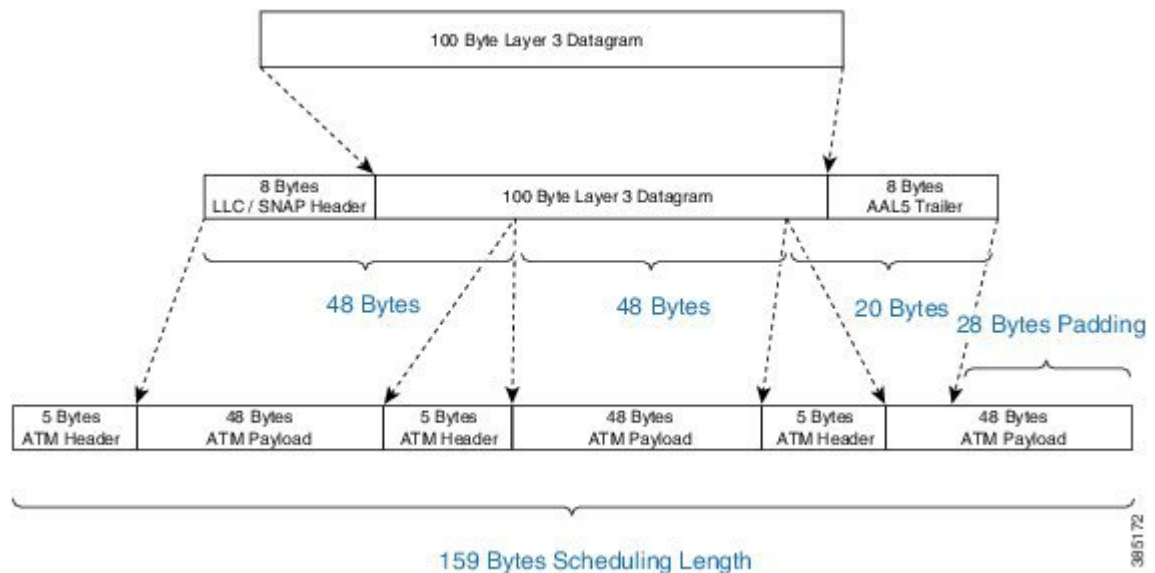 100 Byte Layer 3 Datagram
8 Bytes
LLC / SNAP Header
100 Byte Layer 3 Datagram
8 Bytes
AAL5 Trailer
48 Bytes
48 Bytes
20 Bytes
28 Bytes Padding
5 Bytes
ATM Header
48 Bytes
ATM Payload
5 Bytes
ATM Header
48 Bytes
ATM Payload
5 Bytes
ATM Header
48 Bytes
ATM Payload
159 Bytes Scheduling Length
385172